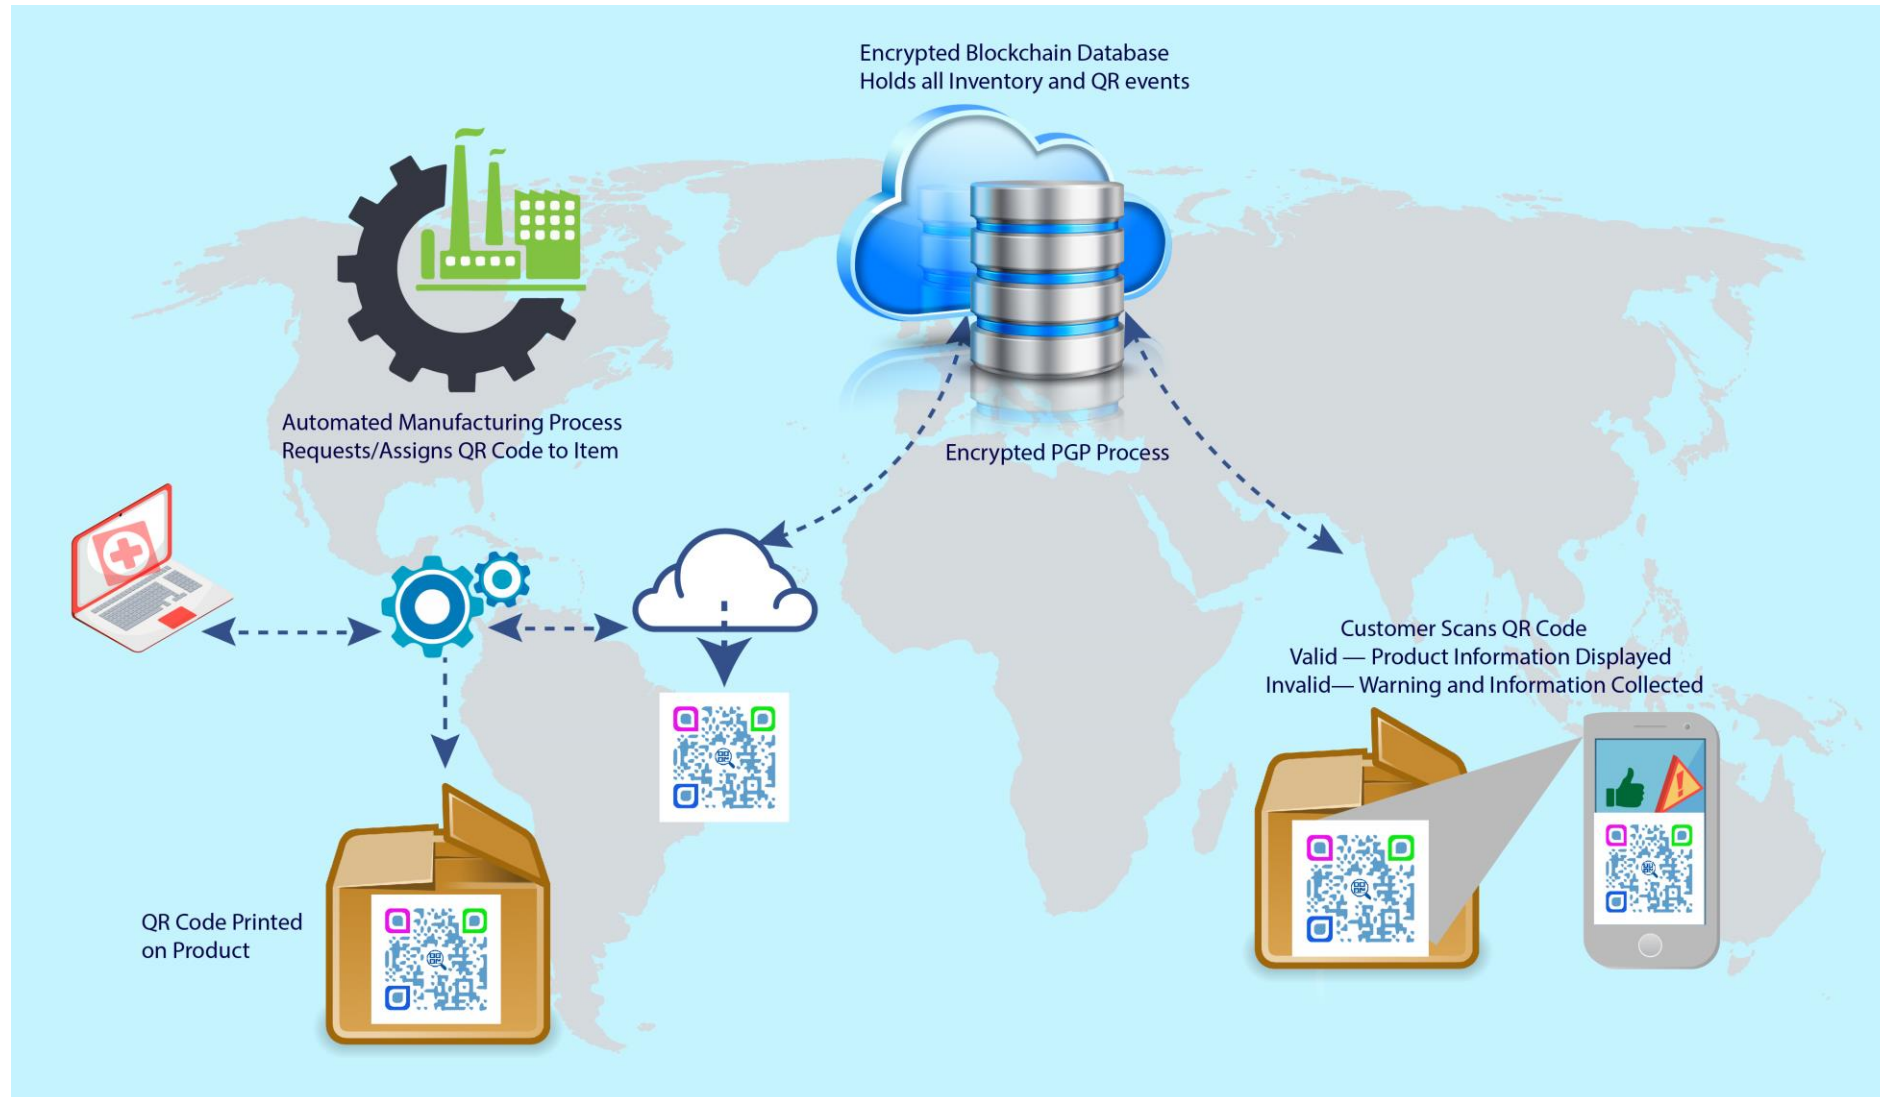 Encrypted Blockchain Database
Holds all Inventory and QR events
Automated Manufacturing Process
Requests/Assigns QR Code to Item
Encrypted PGP Process
Customer Scans QR Code
Valid — Product Information Displayed
Invalid— Warning and Information Collected
QR Code Printed
on Product